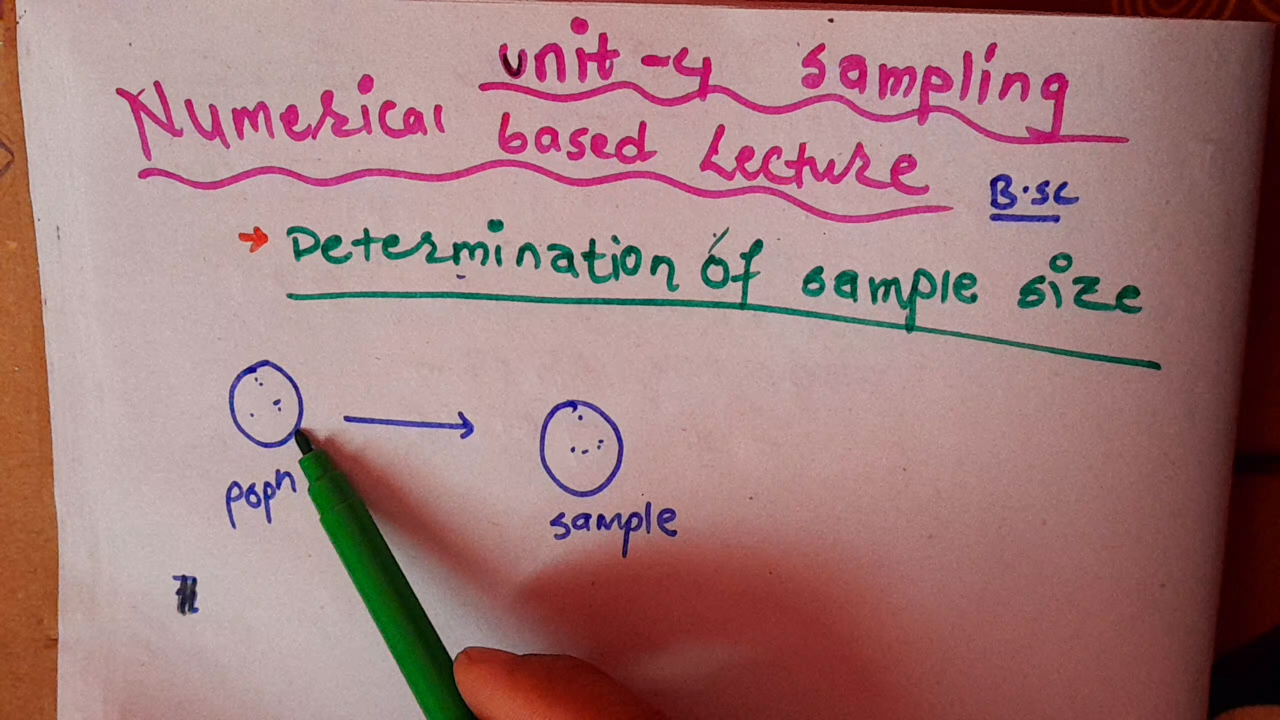 unit-4 sampling
Numerical based Lecture
B.sc
→ Determination of sample size
popn
sample